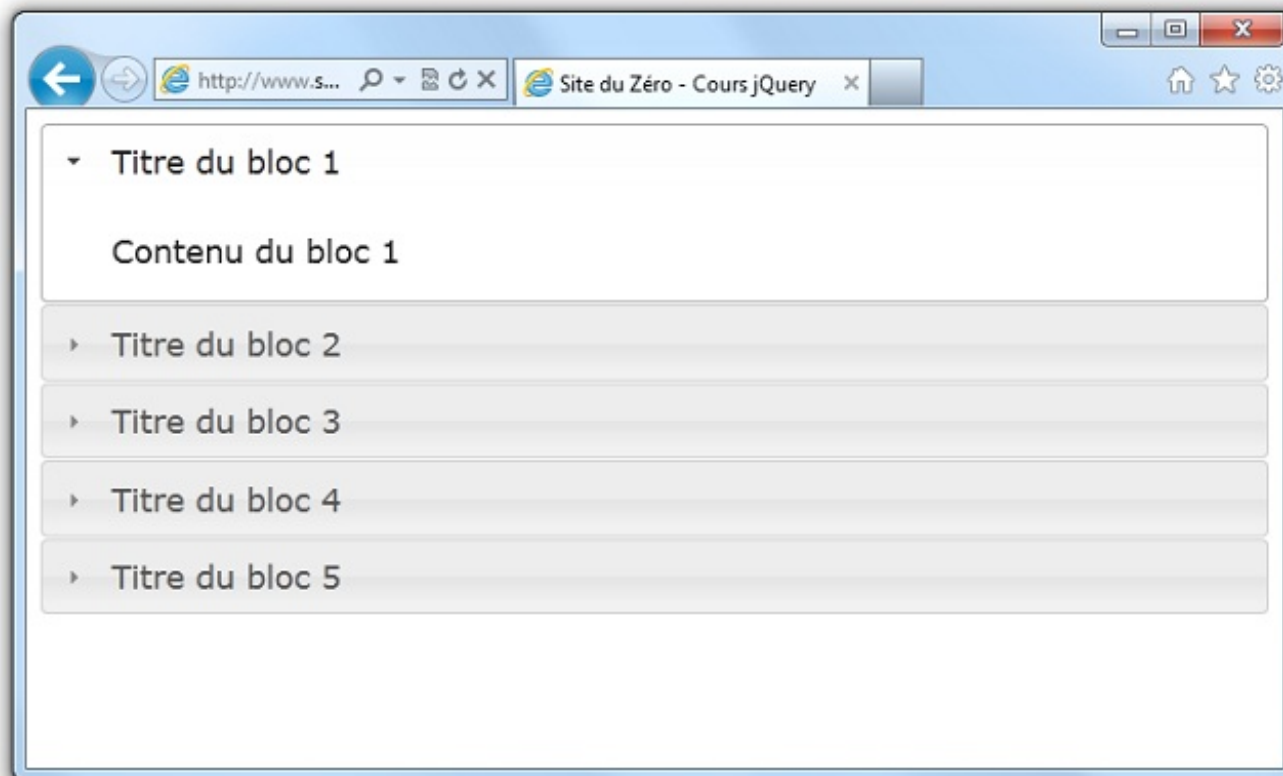 http://www.s...
Site du Zéro - Cours jQuery
Titre du bloc 1
Contenu du bloc 1
Titre du bloc 2
Titre du bloc 3
Titre du bloc 4
Titre du bloc 5